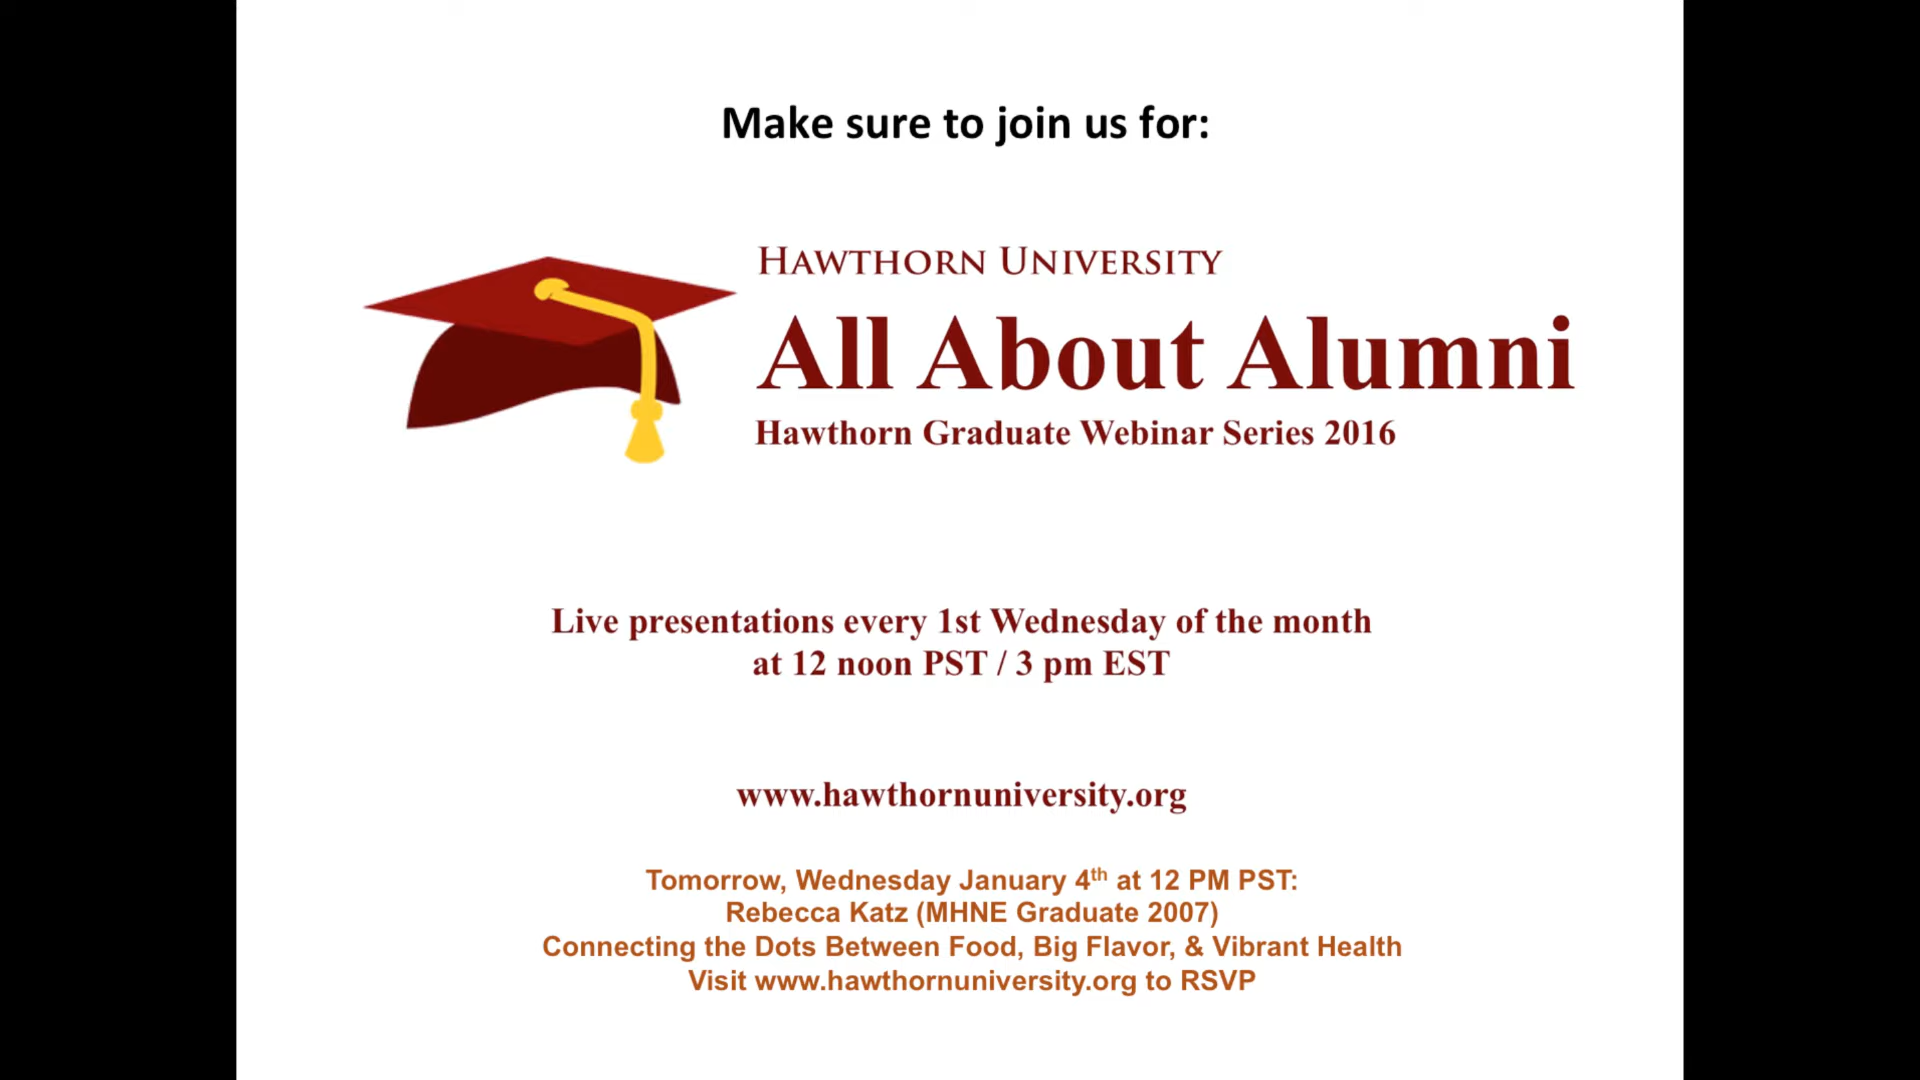 Make sure to join us for:
HAWTHORN UNIVERSITY
All About Alumni
Hawthorn Graduate Webinar Series 2016
Live presentations every 1st Wednesday of the month
at 12 noon PST / 3 pm EST
www.hawthornuniversity.org
Tomorrow, Wednesday January 4th at 12 PM PST:
Rebecca Katz (MHNE Graduate 2007)
Connecting the Dots Between Food, Big Flavor, & Vibrant Health
Visit www.hawthornuniversity.org to RSVP